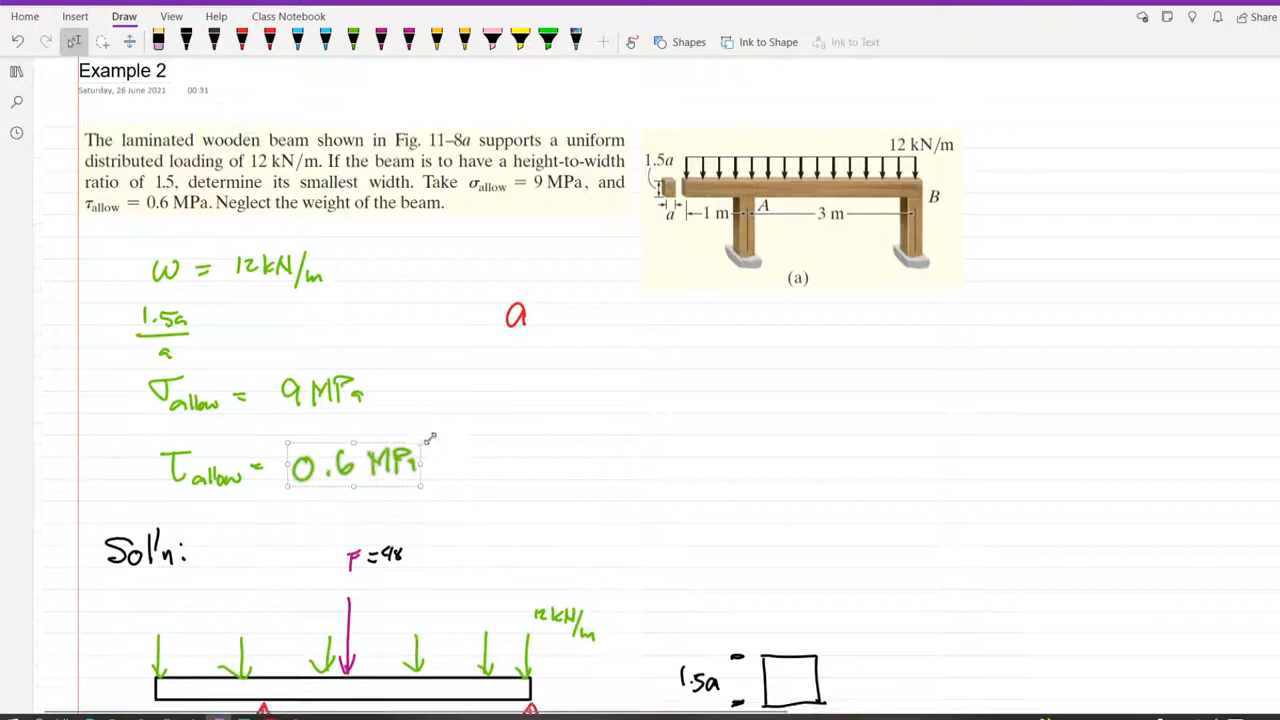 Home Insert Draw View Help Class Notebook
Share
Shapes Ink to Shape Ink to Text
Example 2
Saturday, 26 June 2021 00:31
The laminated wooden beam shown in Fig. 11–8a supports a uniform
distributed loading of 12 kN/m. If the beam is to have a height-to-width
ratio of 1.5, determine its smallest width. Take σallow = 9 MPa, and
τallow = 0.6 MPa. Neglect the weight of the beam.
12 kN/m
1.5a
a
1 m
A
3 m
B
(a)
w = 12kN/m
1.5a
a
a
σallow = 9 MPa
τallow = 0.6 MPa
Sol'n:
F = 48
12kN/m
1.5a